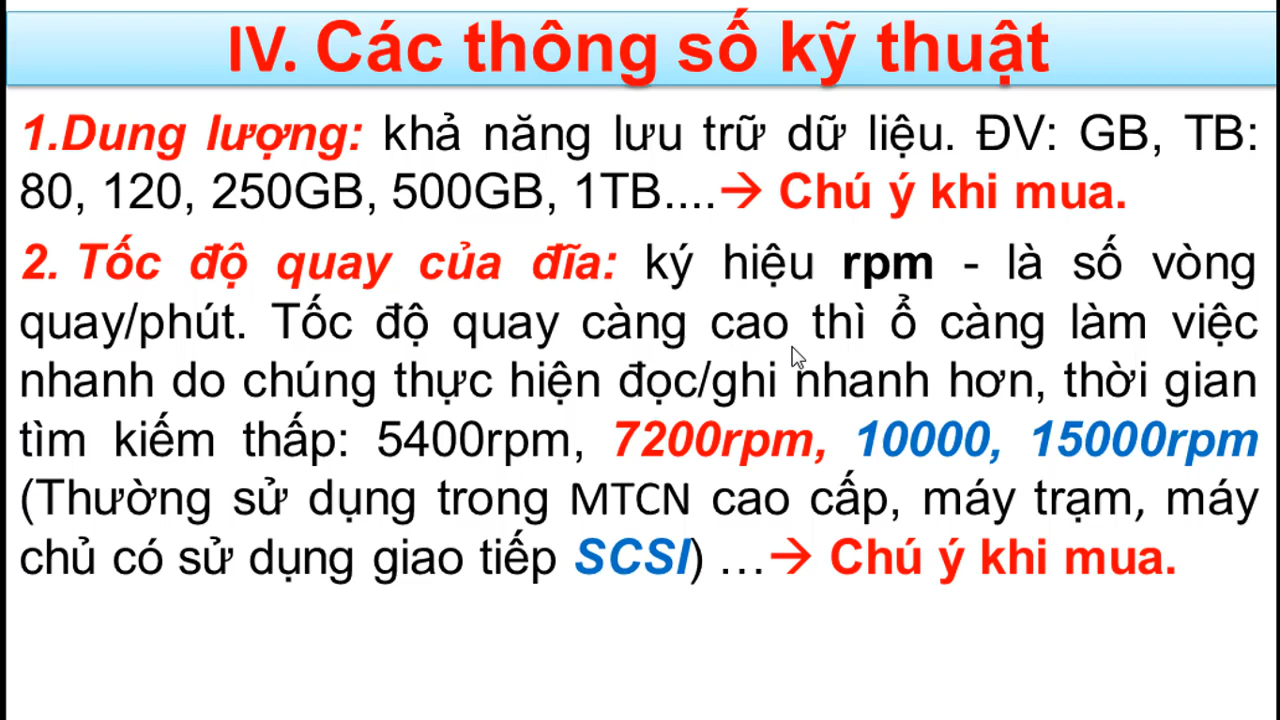 IV. Các thông số kỹ thuật
1.Dung lượng: khả năng lưu trữ dữ liệu. ĐV: GB, TB:
80, 120, 250GB, 500GB, 1TB....→ Chú ý khi mua.
2. Tốc độ quay của đĩa: ký hiệu rpm - là số vòng
quay/phút. Tốc độ quay càng cao thì ổ càng làm việc
nhanh do chúng thực hiện đọc/ghi nhanh hơn, thời gian
tìm kiếm thấp: 5400rpm, 7200rpm, 10000, 15000rpm
(Thường sử dụng trong MTCN cao cấp, máy trạm, máy
chủ có sử dụng giao tiếp SCSI) …→ Chú ý khi mua.